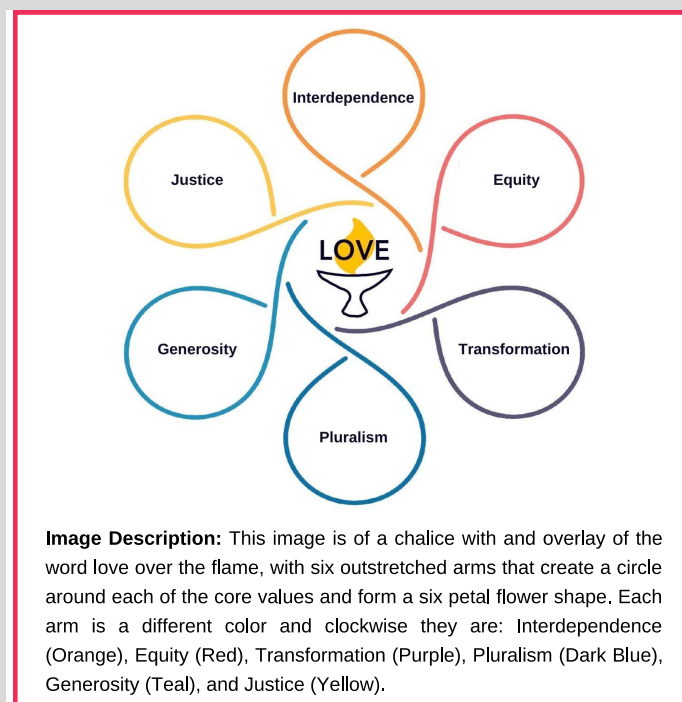 Interdependence
Justice
Equity
LOVE
Generosity
Transformation
Pluralism
Image Description: This image is of a chalice with and overlay of the
word love over the flame, with six outstretched arms that create a circle
around each of the core values and form a six petal flower shape. Each
arm is a different color and clockwise they are: Interdependence
(Orange), Equity (Red), Transformation (Purple), Pluralism (Dark Blue),
Generosity (Teal), and Justice (Yellow).